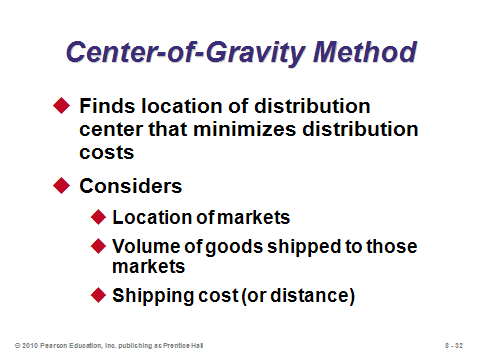 Center-of-Gravity Method
Finds location of distribution
center that minimizes distribution
costs
Considers
Location of markets
Volume of goods shipped to those
markets
Shipping cost (or distance)
© 2010 Pearson Education, Inc. publishing as Prentice Hall
8 - 32